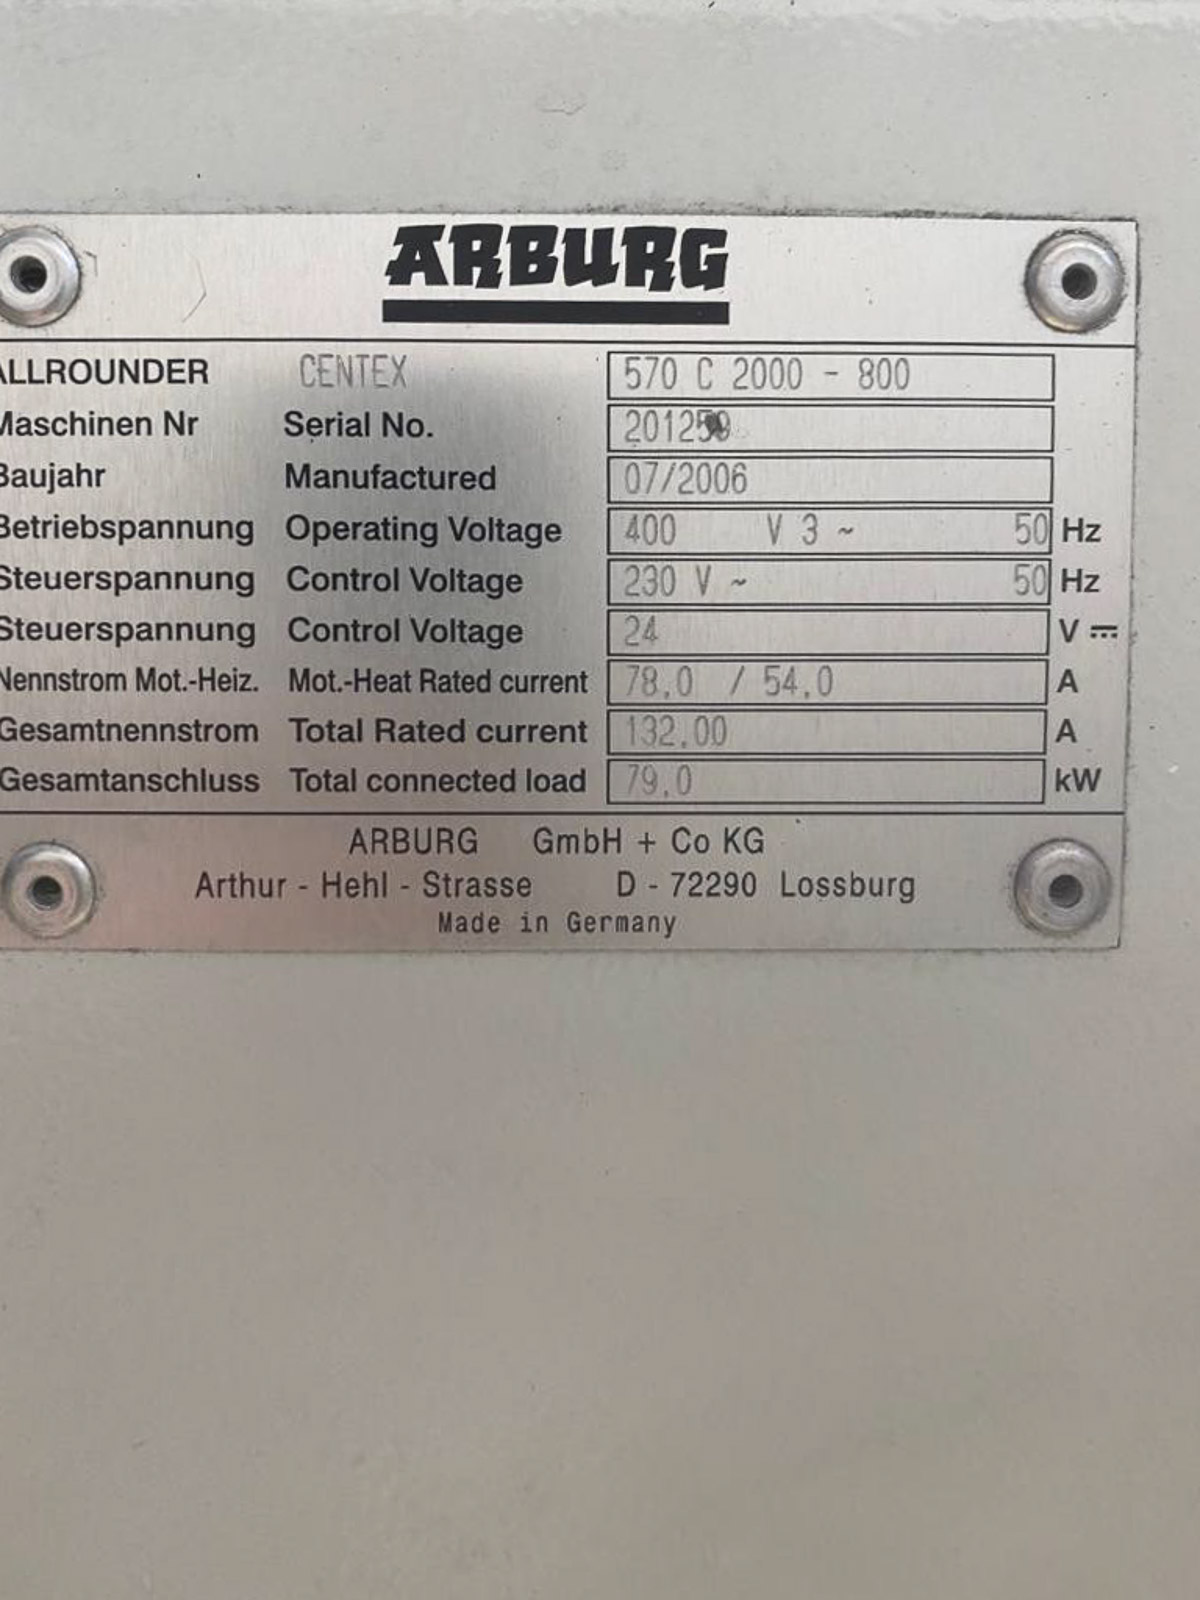 ARBURG
ALLROUNDER CENTEX 570 C 2000 - 800
Maschinen Nr Serial No.
Baujahr Manufactured 07/2006
Betriebspannung Operating Voltage 400 V 3 ~ 50 Hz
Steuerspannung Control Voltage 230 V ~ 50 Hz
Steuerspannung Control Voltage 24 V ⎓
Nennstrom Mot.-Heiz. Mot.-Heat Rated current 78,0 / 54,0 A
Gesamtnennstrom Total Rated current 132,00 A
Gesamtanschluss Total connected load 79,0 kW
ARBURG GmbH + Co KG
Arthur - Hehl - Strasse D - 72290 Lossburg
Made in Germany